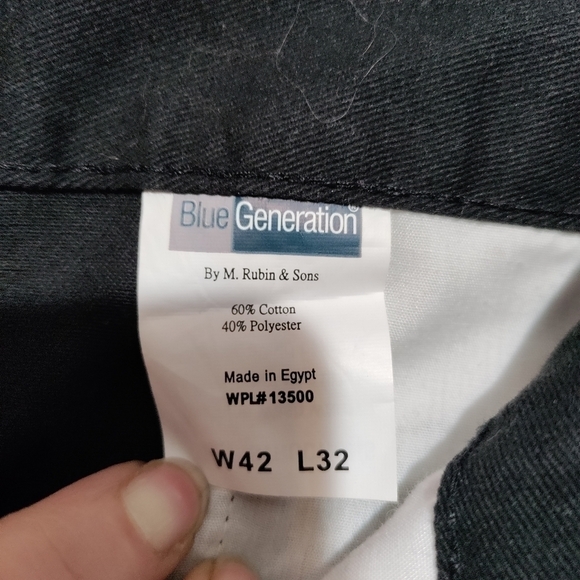 Blue Generation®
By M. Rubin & Sons
60% Cotton
40% Polyester
Made in Egypt
WPL#13500
W42 L32